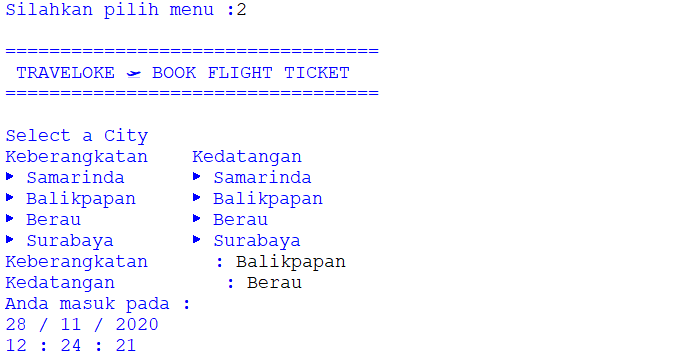 Silahkan pilih menu :2
==================================
TRAVELOKE 🛫 BOOK FLIGHT TICKET
==================================
Select a City
Keberangkatan    Kedatangan
‣ Samarinda      ‣ Samarinda
‣ Balikpapan     ‣ Balikpapan
‣ Berau          ‣ Berau
‣ Surabaya       ‣ Surabaya
Keberangkatan      : Balikpapan
Kedatangan          : Berau
Anda masuk pada :
28 / 11 / 2020
12 : 24 : 21